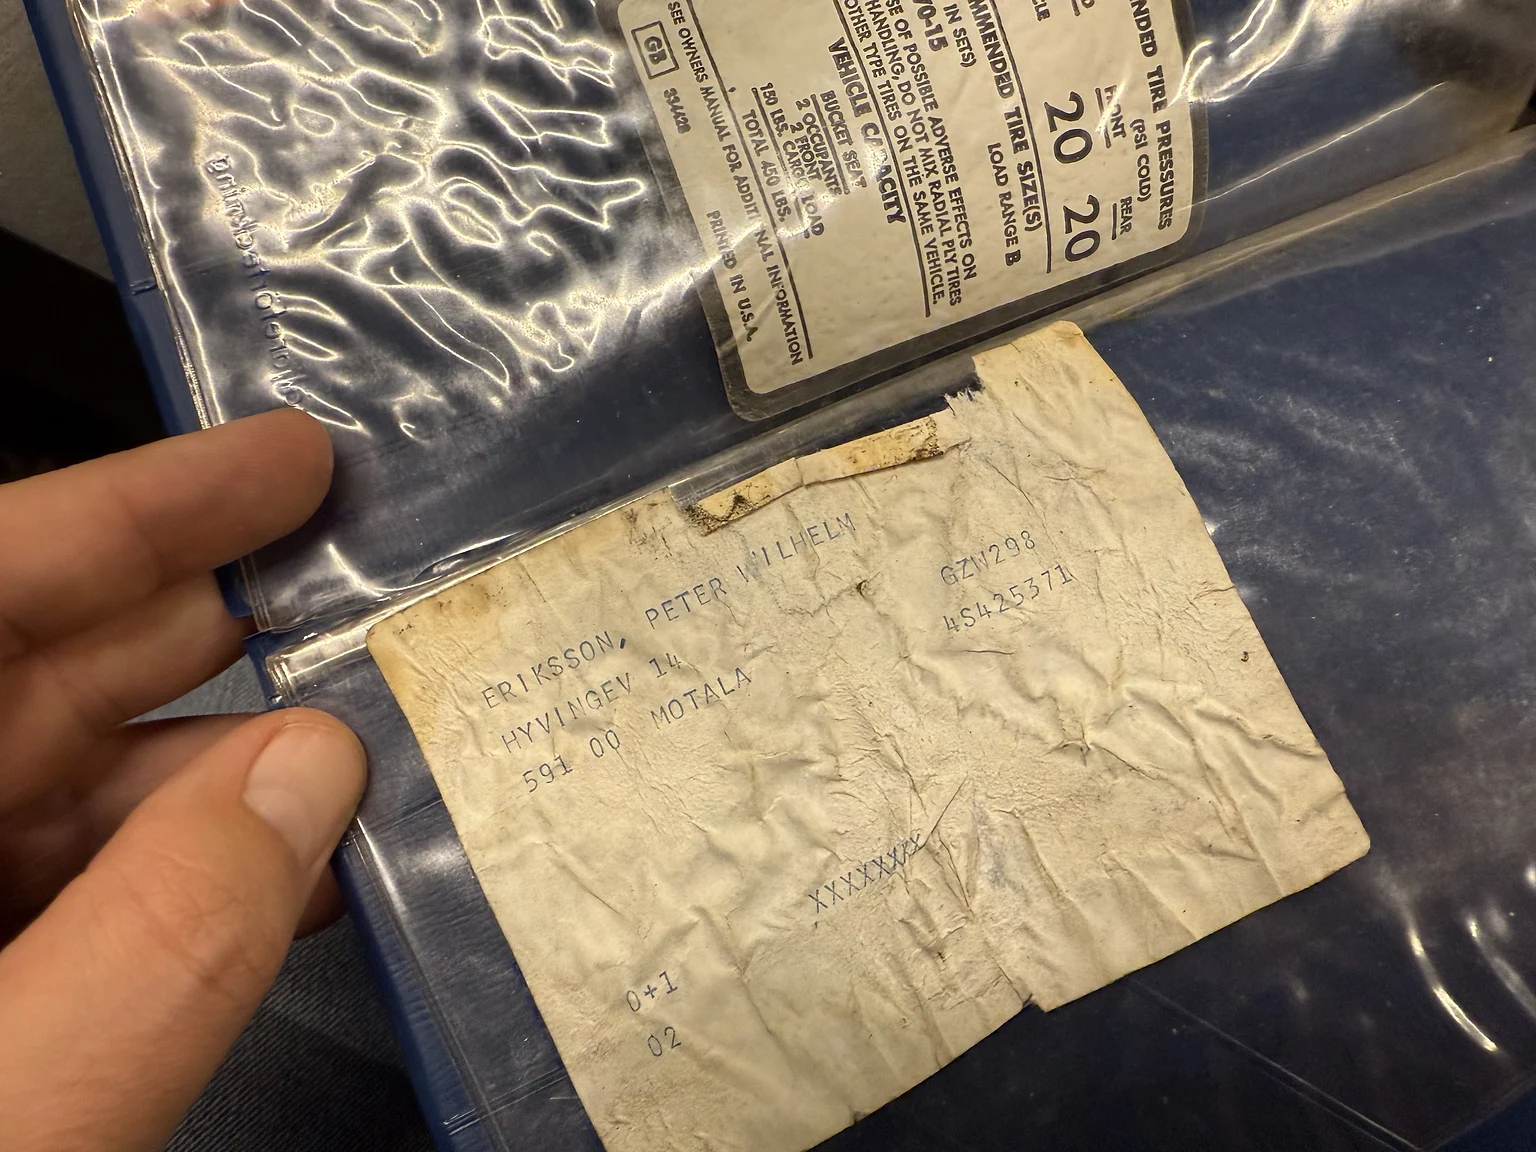 NDED TIRE PRESSURES
(PSI COLD)
FRONT REAR
20 20
MMENDED TIRE SIZE(S)
LOAD RANGE B
70-15
IN SETS)
SE OF POSSIBLE ADVERSE EFFECTS ON
HANDLING, DO NOT MIX RADIAL PLY TIRES
OTHER TYPE TIRES ON THE SAME VEHICLE.
VEHICLE CAPACITY
BUCKET SEAT
2 OCCUPANTS
2 FRONT
150 LBS. CARGO LOAD
TOTAL 450 LBS.
SEE OWNERS MANUAL FOR ADDITIONAL INFORMATION
GB 334428 PRINTED IN U.S.A.
ERIKSSON, PETER WILHELM
HYVINGEV 14
591 00 MOTALA
GZW298
4S425371
XXXXXXXX
0+1
02